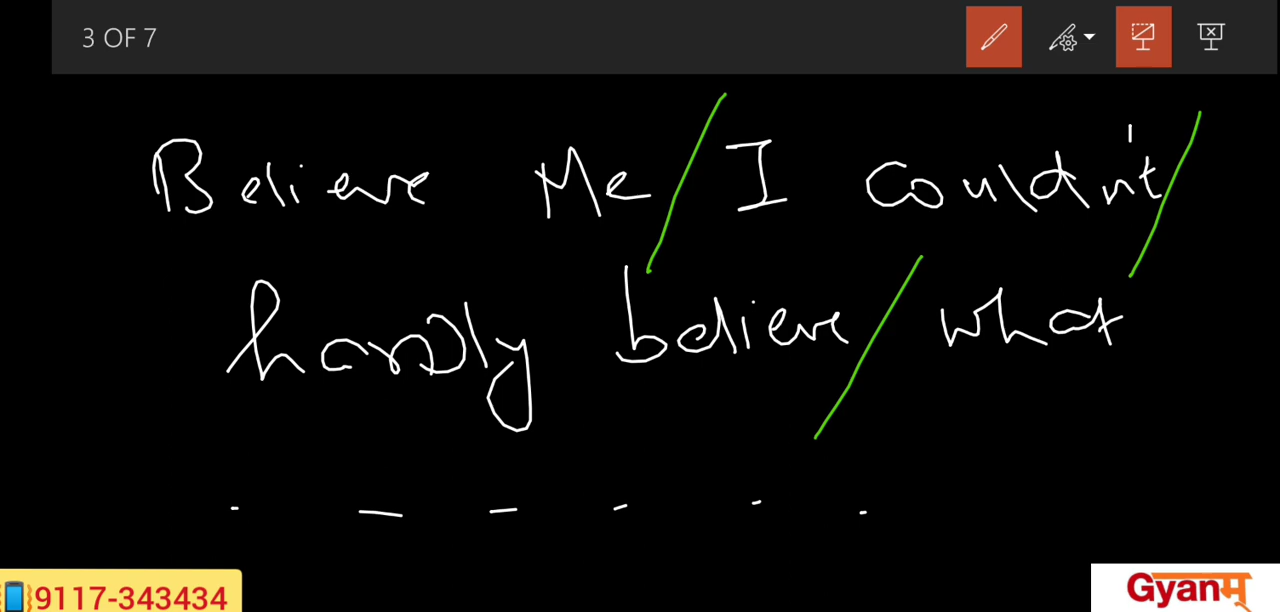 3 OF 7
Believe Me / I Couldn't /
hardly believe / what
. _ - - - .
9117-343434
Gyanम्